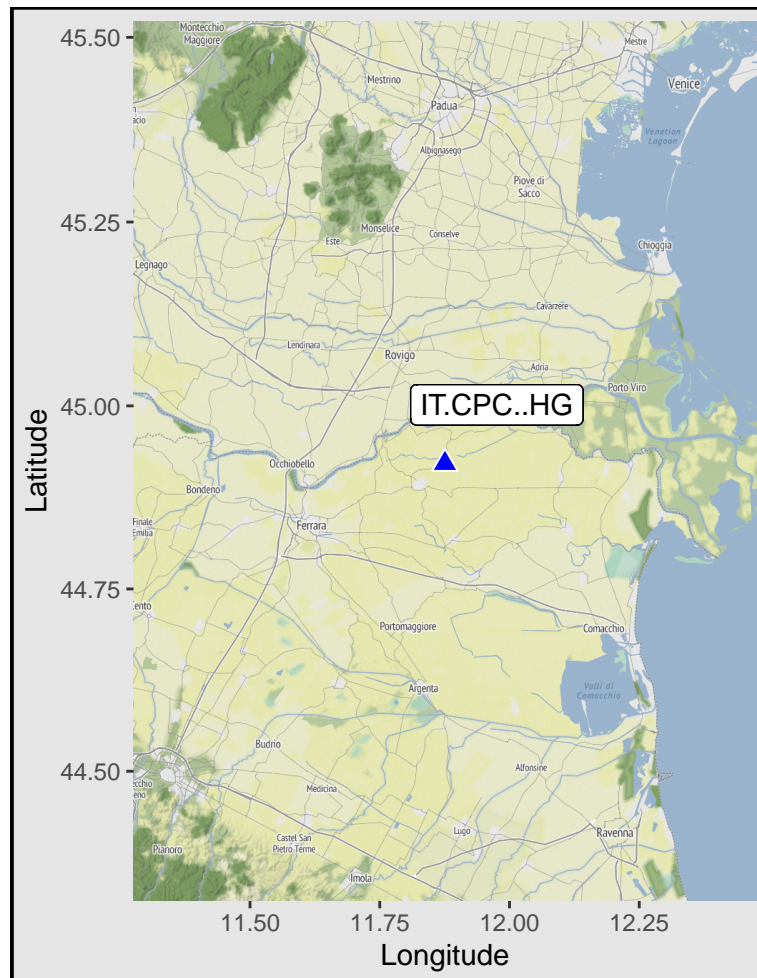 45.50
Montecchio
Maggiore
Mestre
Mestrino
Padua
Venice
Albignasego
Venetian
Lagoon
Piove di
Sacco
45.25
Monselice
Conselve
Este
Chioggia
Legnago
Cavarzere
Lendinara
Rovigo
Adria
Porto Viro
45.00
IT.CPC..HG
Latitude
Occhiobello
Bondeno
Finale
Emilia
Ferrara
44.75
Portomaggiore
Comacchio
Argenta
Valli di
Comacchio
Budrio
Alfonsine
44.50
Medicina
Lugo
Ravenna
Castel San
Pietro Terme
Pianoro
Imola
11.50
11.75
12.00
12.25
Longitude